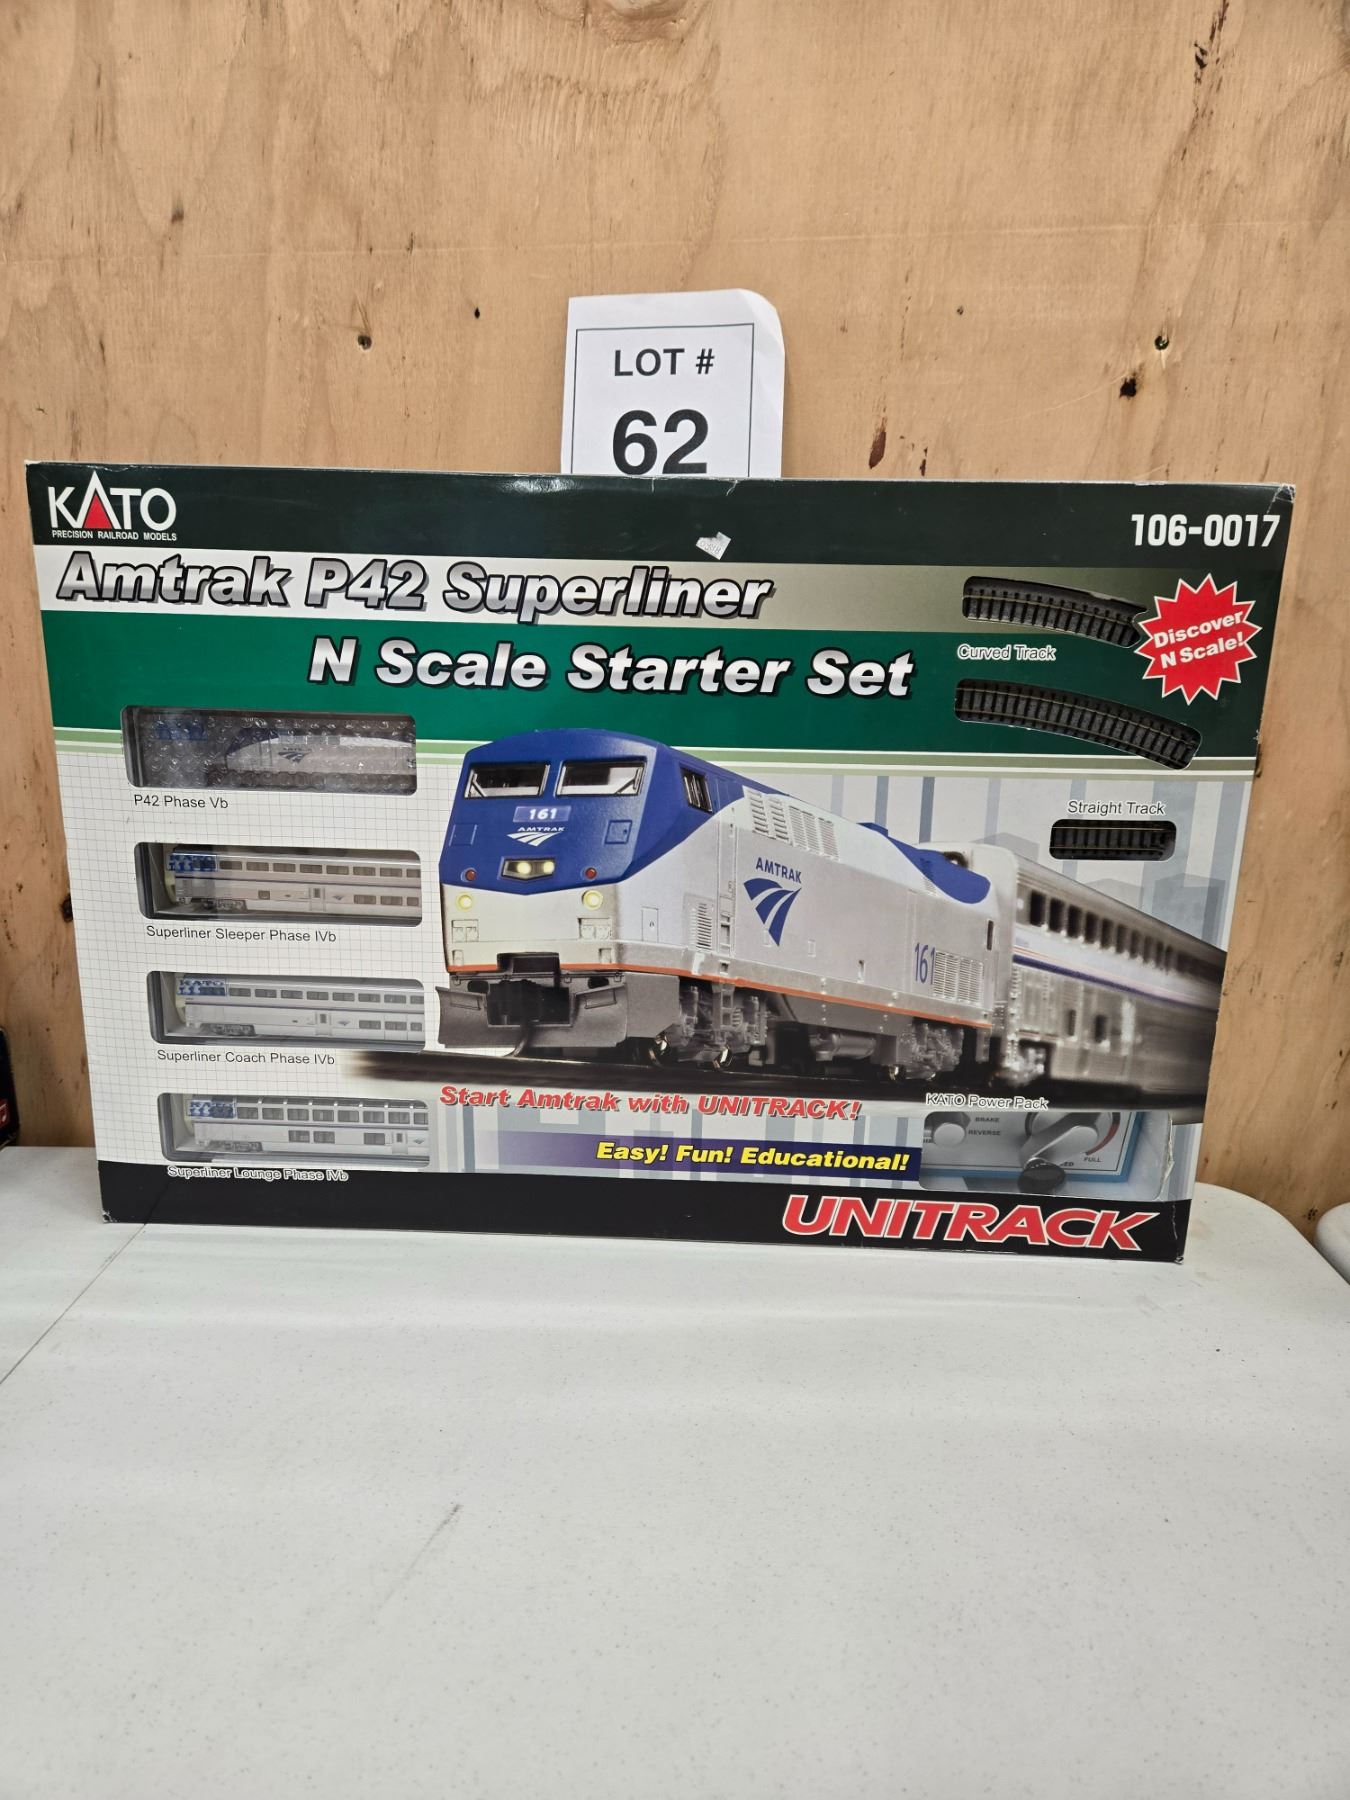 LOT #
62
KATO
PRECISION RAILROAD MODELS
106-0017
Amtrak P42 Superliner
N Scale Starter Set
Discover
N Scale!
Curved Track
Straight Track
P42 Phase Vb
161
AMTRAK
AMTRAK
161
Superliner Sleeper Phase IVb
KATO
Superliner Coach Phase IVb
Superliner Lounge Phase IVb
Start Amtrak with UNITRACK!
Easy! Fun! Educational!
KATO Power Pack
BRAKE
REVERSE
FULL
UNITRACK